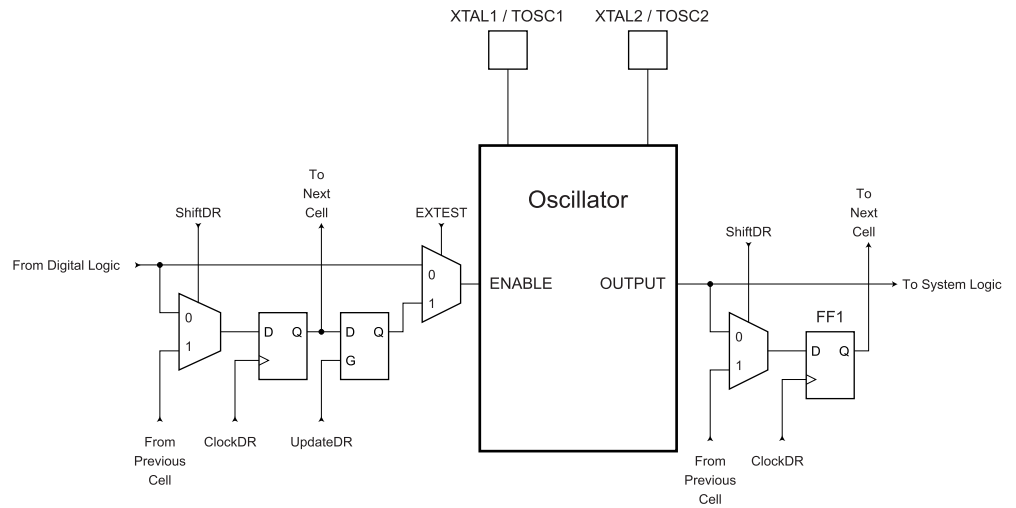 XTAL1 / TOSC1
XTAL2 / TOSC2
To
Next
Cell
ShiftDR
EXTEST
From Digital Logic
0
1
D Q
D Q
G
0
1
From
Previous
Cell
ClockDR
UpdateDR
Oscillator
ENABLE
OUTPUT
To
Next
Cell
ShiftDR
To System Logic
0
1
FF1
D Q
From
Previous
Cell
ClockDR